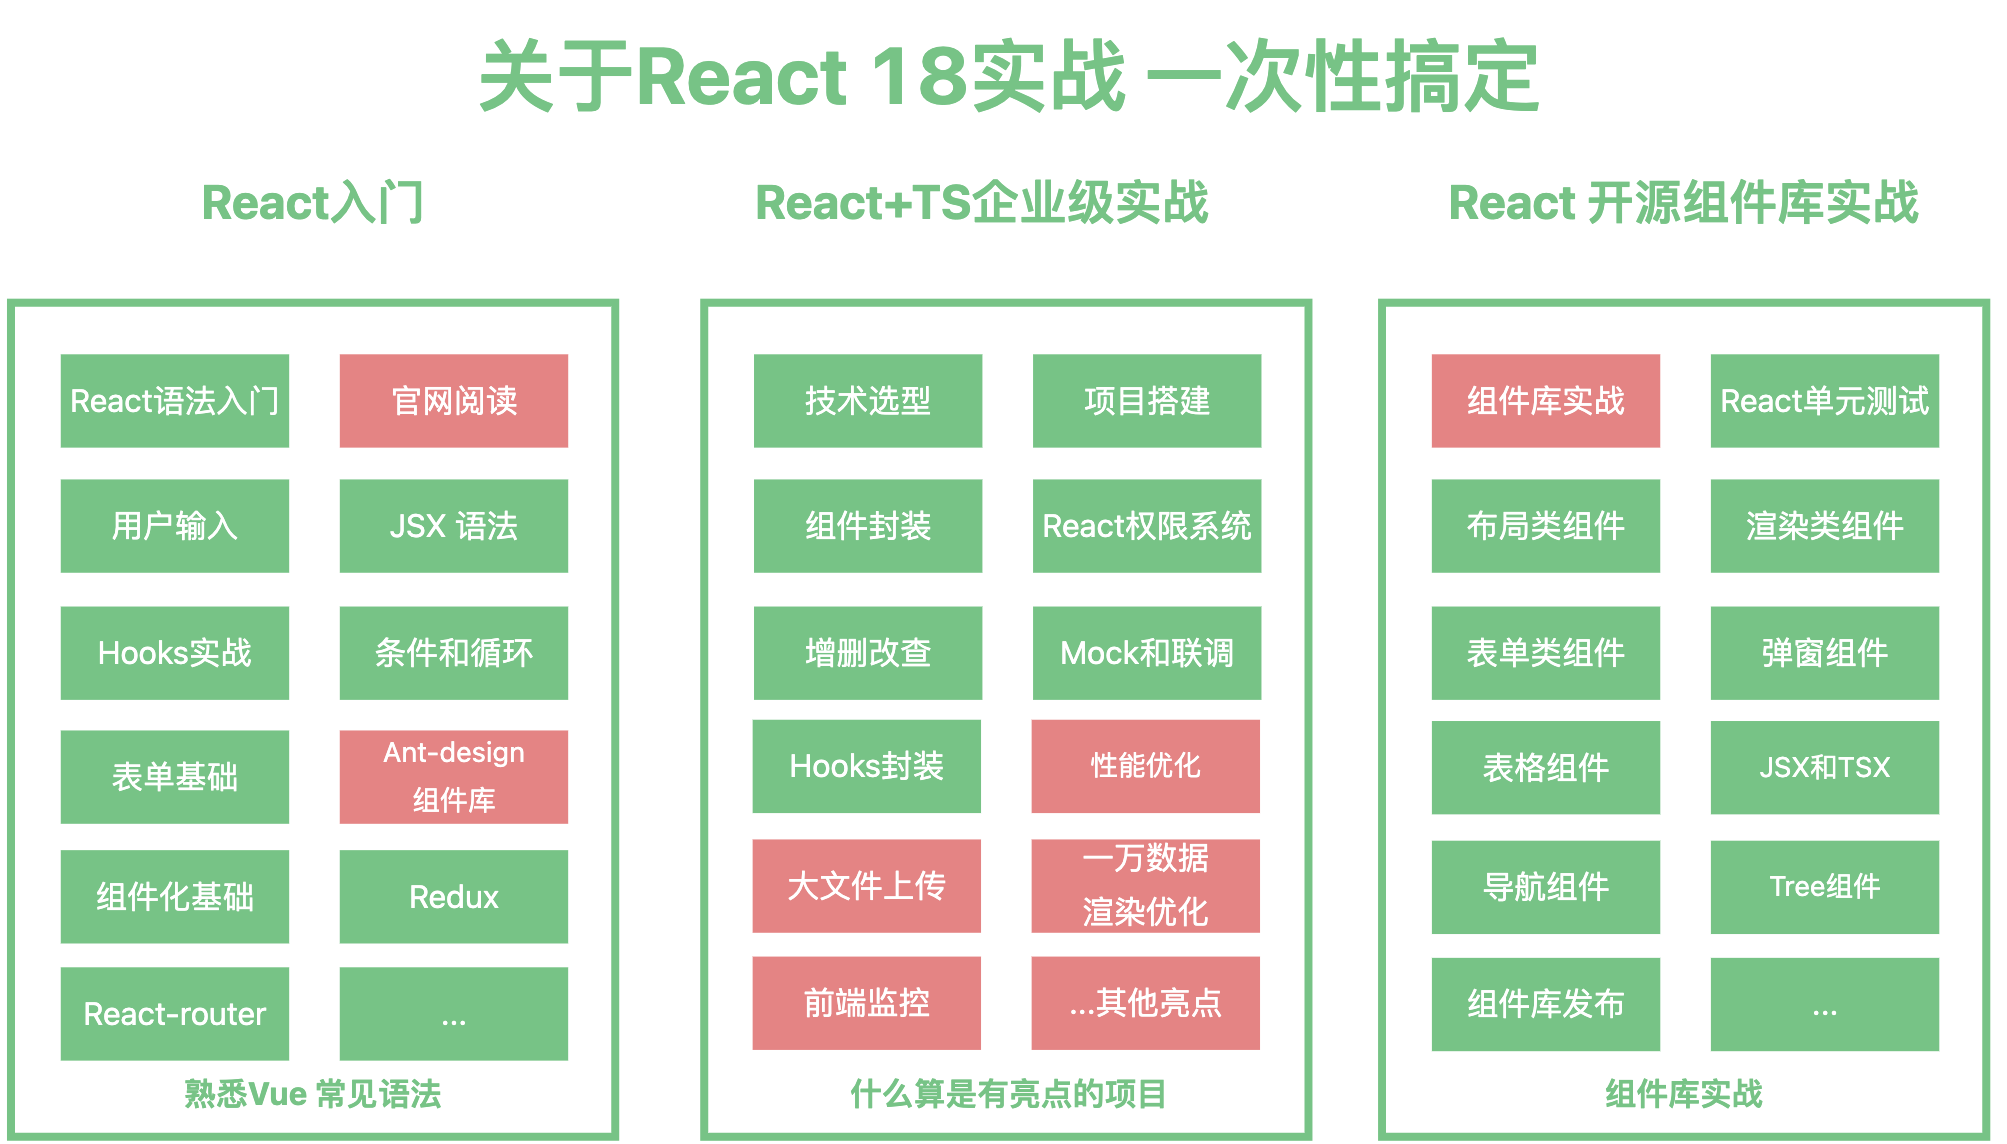 关于React 18实战 一次性搞定
React入门
React语法入门
官网阅读
用户输入
JSX 语法
Hooks实战
条件和循环
表单基础
Ant-design
组件库
组件化基础
Redux
React-router
...
熟悉Vue 常见语法
React+TS企业级实战
技术选型
项目搭建
组件封装
React权限系统
增删改查
Mock和联调
Hooks封装
性能优化
大文件上传
一万数据
渲染优化
前端监控
...其他亮点
什么算是有亮点的项目
React 开源组件库实战
组件库实战
React单元测试
布局类组件
渲染类组件
表单类组件
弹窗组件
表格组件
JSX和TSX
导航组件
Tree组件
组件库发布
...
组件库实战